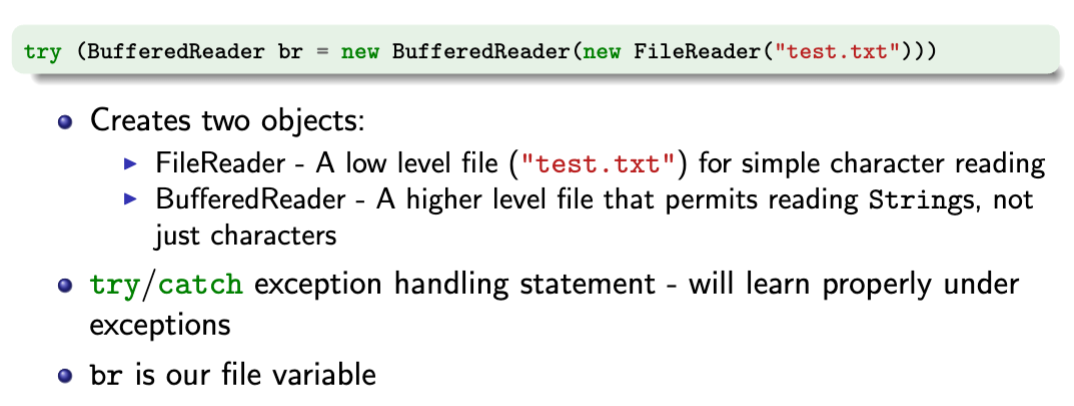 try (BufferedReader br = new BufferedReader(new FileReader("test.txt")))
Creates two objects:
FileReader - A low level file ("test.txt") for simple character reading
BufferedReader - A higher level file that permits reading Strings, not
just characters
try/catch exception handling statement - will learn properly under
exceptions
br is our file variable